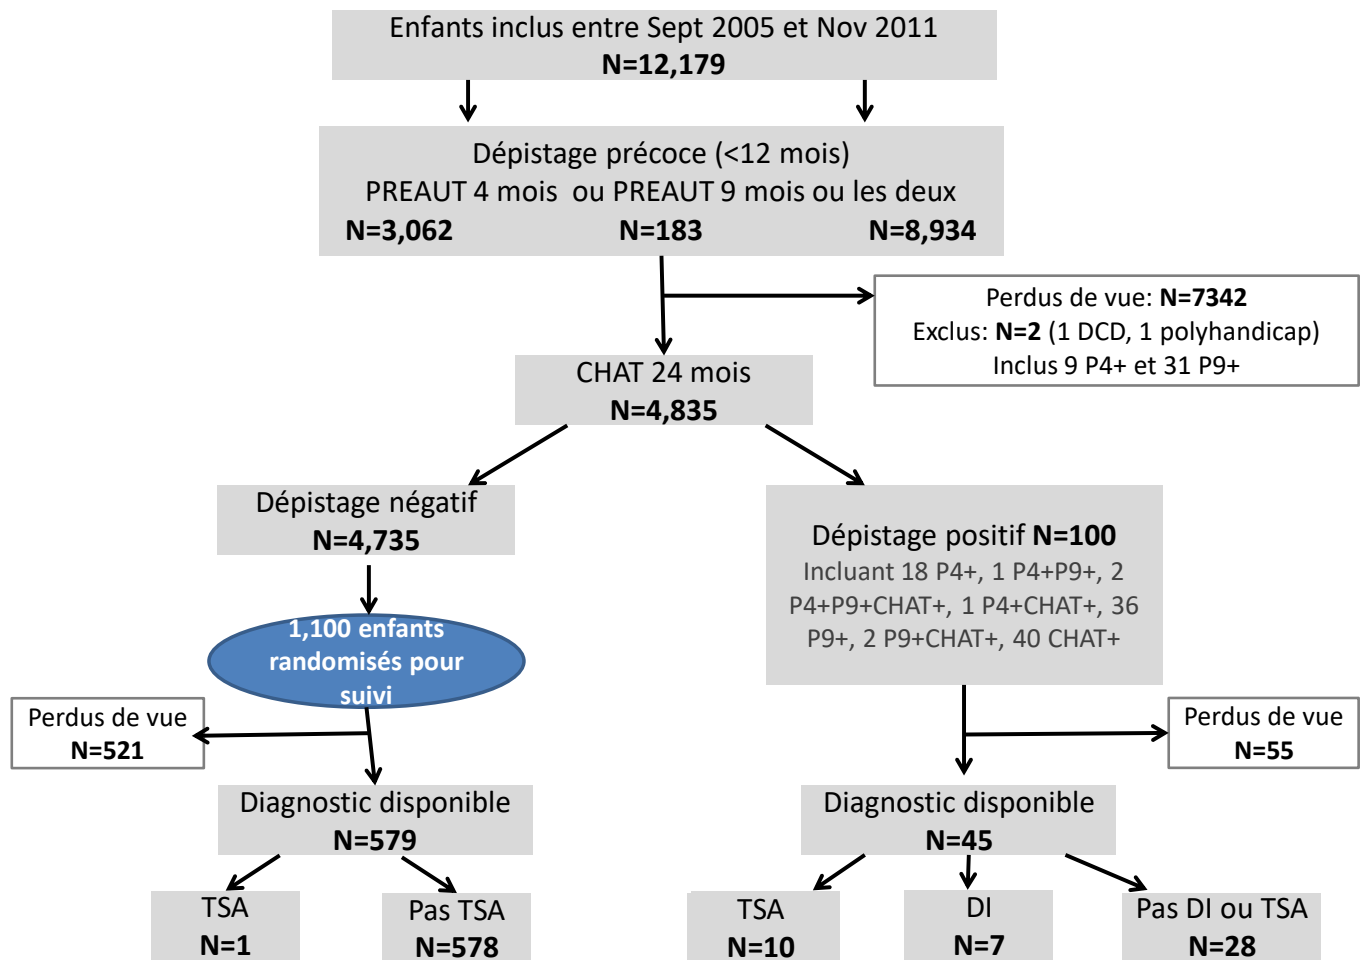 Enfants inclus entre Sept 2005 et Nov 2011
N=12,179
Dépistage précoce (<12 mois)
PREAUT 4 mois ou PREAUT 9 mois ou les deux
N=3,062 N=183 N=8,934
Perdus de vue: N=7342
Exclus: N=2 (1 DCD, 1 polyhandicap)
Inclus 9 P4+ et 31 P9+
CHAT 24 mois
N=4,835
Dépistage négatif
N=4,735
Dépistage positif N=100
Incluant 18 P4+, 1 P4+P9+, 2
P4+P9+CHAT+, 1 P4+CHAT+, 36
P9+, 2 P9+CHAT+, 40 CHAT+
1,100 enfants
randomisés pour
suivi
Perdus de vue
N=521
Perdus de vue
N=55
Diagnostic disponible
N=579
Diagnostic disponible
N=45
TSA
N=1
Pas TSA
N=578
TSA
N=10
DI
N=7
Pas DI ou TSA
N=28